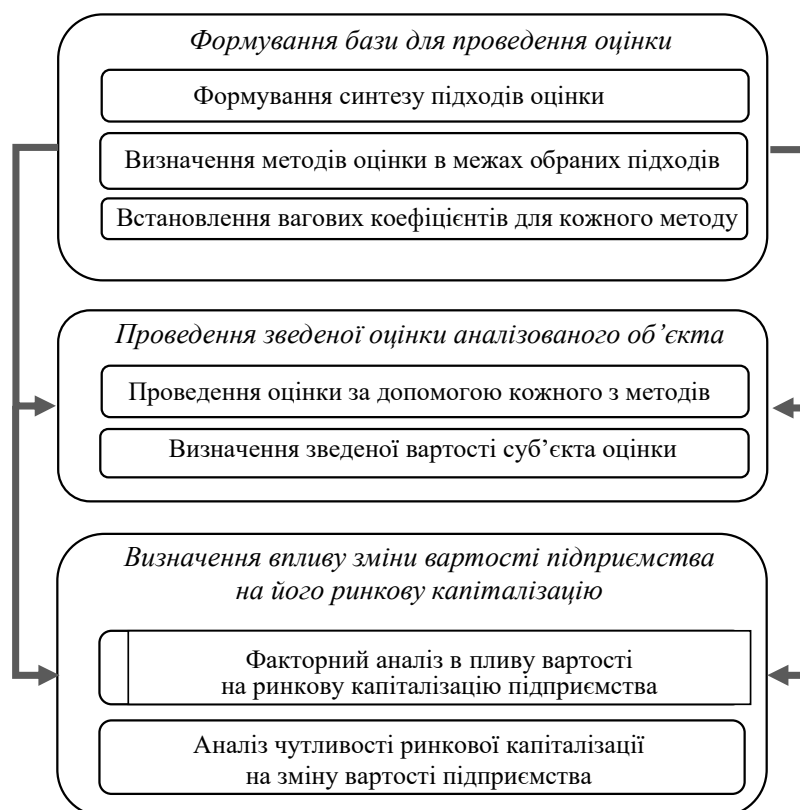 Формування бази для проведення оцінки
Формування синтезу підходів оцінки
Визначення методів оцінки в межах обраних підходів
Встановлення вагових коефіцієнтів для кожного методу
Проведення зведеної оцінки аналізованого об’єкта
Проведення оцінки за допомогою кожного з методів
Визначення зведеної вартості суб’єкта оцінки
Визначення впливу зміни вартості підприємства
на його ринкову капіталізацію
Факторний аналіз в пливу вартості
на ринкову капіталізацію підприємства
Аналіз чутливості ринкової капіталізації
на зміну вартості підприємства